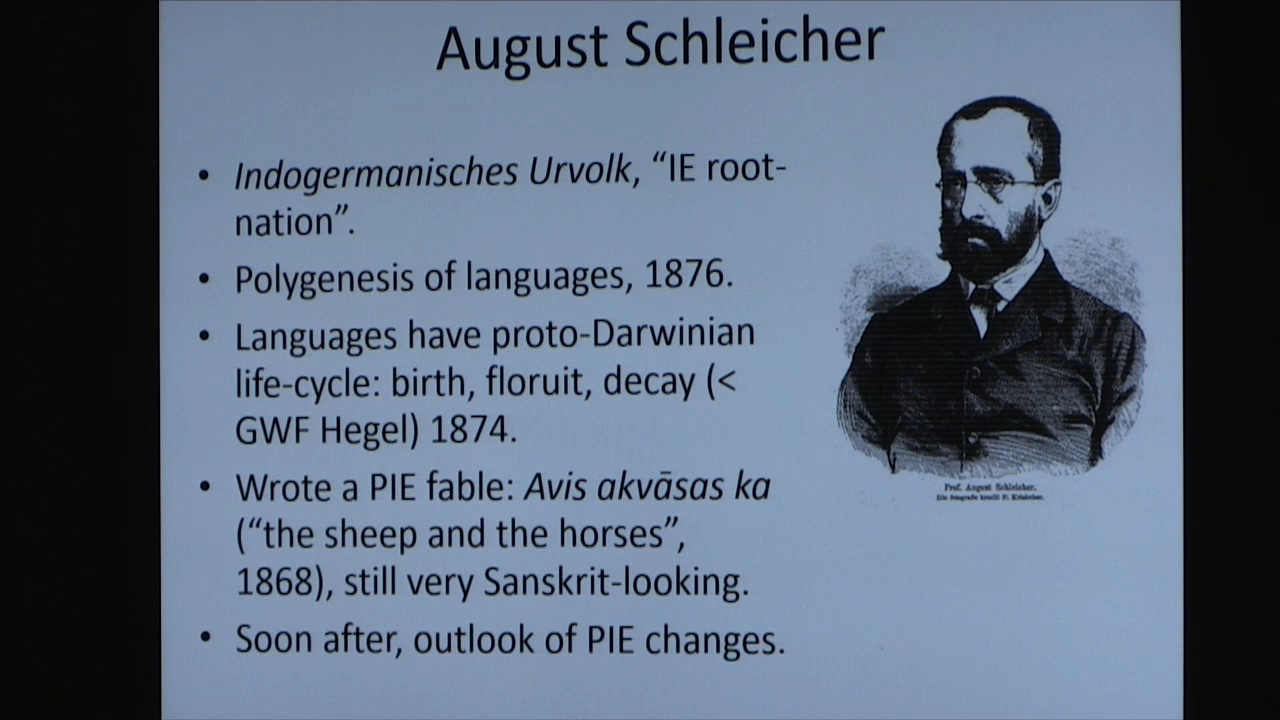 August Schleicher
• Indogermanisches Urvolk, “IE root-
nation”.
• Polygenesis of languages, 1876.
• Languages have proto-Darwinian
life-cycle: birth, floruit, decay (<
GWF Hegel) 1874.
• Wrote a PIE fable: Avis akvāsas ka
(“the sheep and the horses”,
1868), still very Sanskrit-looking.
• Soon after, outlook of PIE changes.
Prof. August Schleicher.